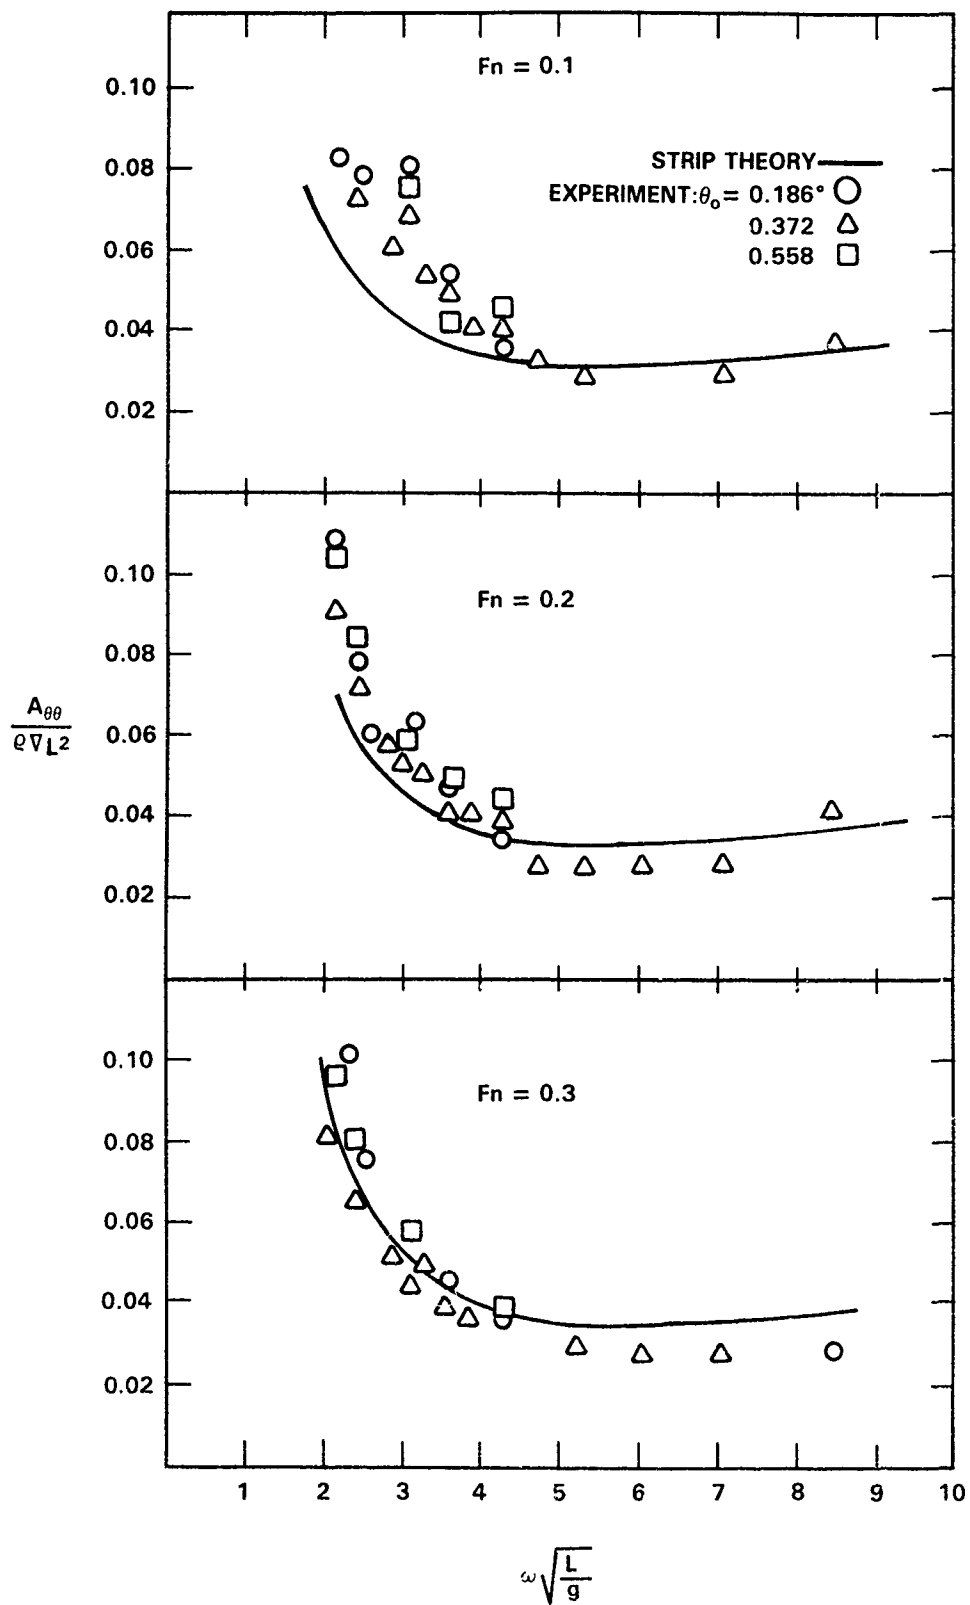 Fn = 0.1
0.10
0.08
0.06
0.04
0.02
STRIP THEORY
EXPERIMENT: θₒ = 0.186°
0.372
0.558
Fn = 0.2
0.10
0.08
0.06
0.04
0.02
A_θθ
ϱ∇L²
Fn = 0.3
0.10
0.08
0.06
0.04
0.02
1 2 3 4 5 6 7 8 9 10
ω√L/g